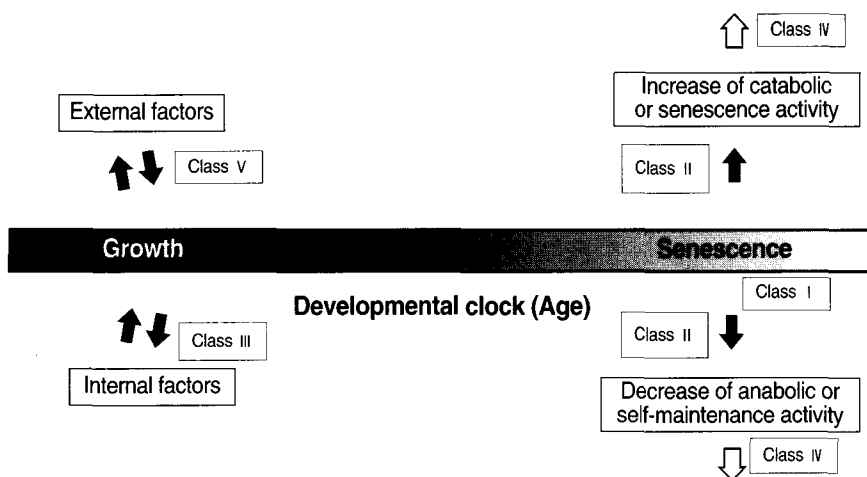 Class IV
Increase of catabolic
or senescence activity
External factors
Class V
Class II
Growth
Senescence
Developmental clock (Age)
Class I
Class III
Class II
Internal factors
Decrease of anabolic or
self-maintenance activity
Class IV